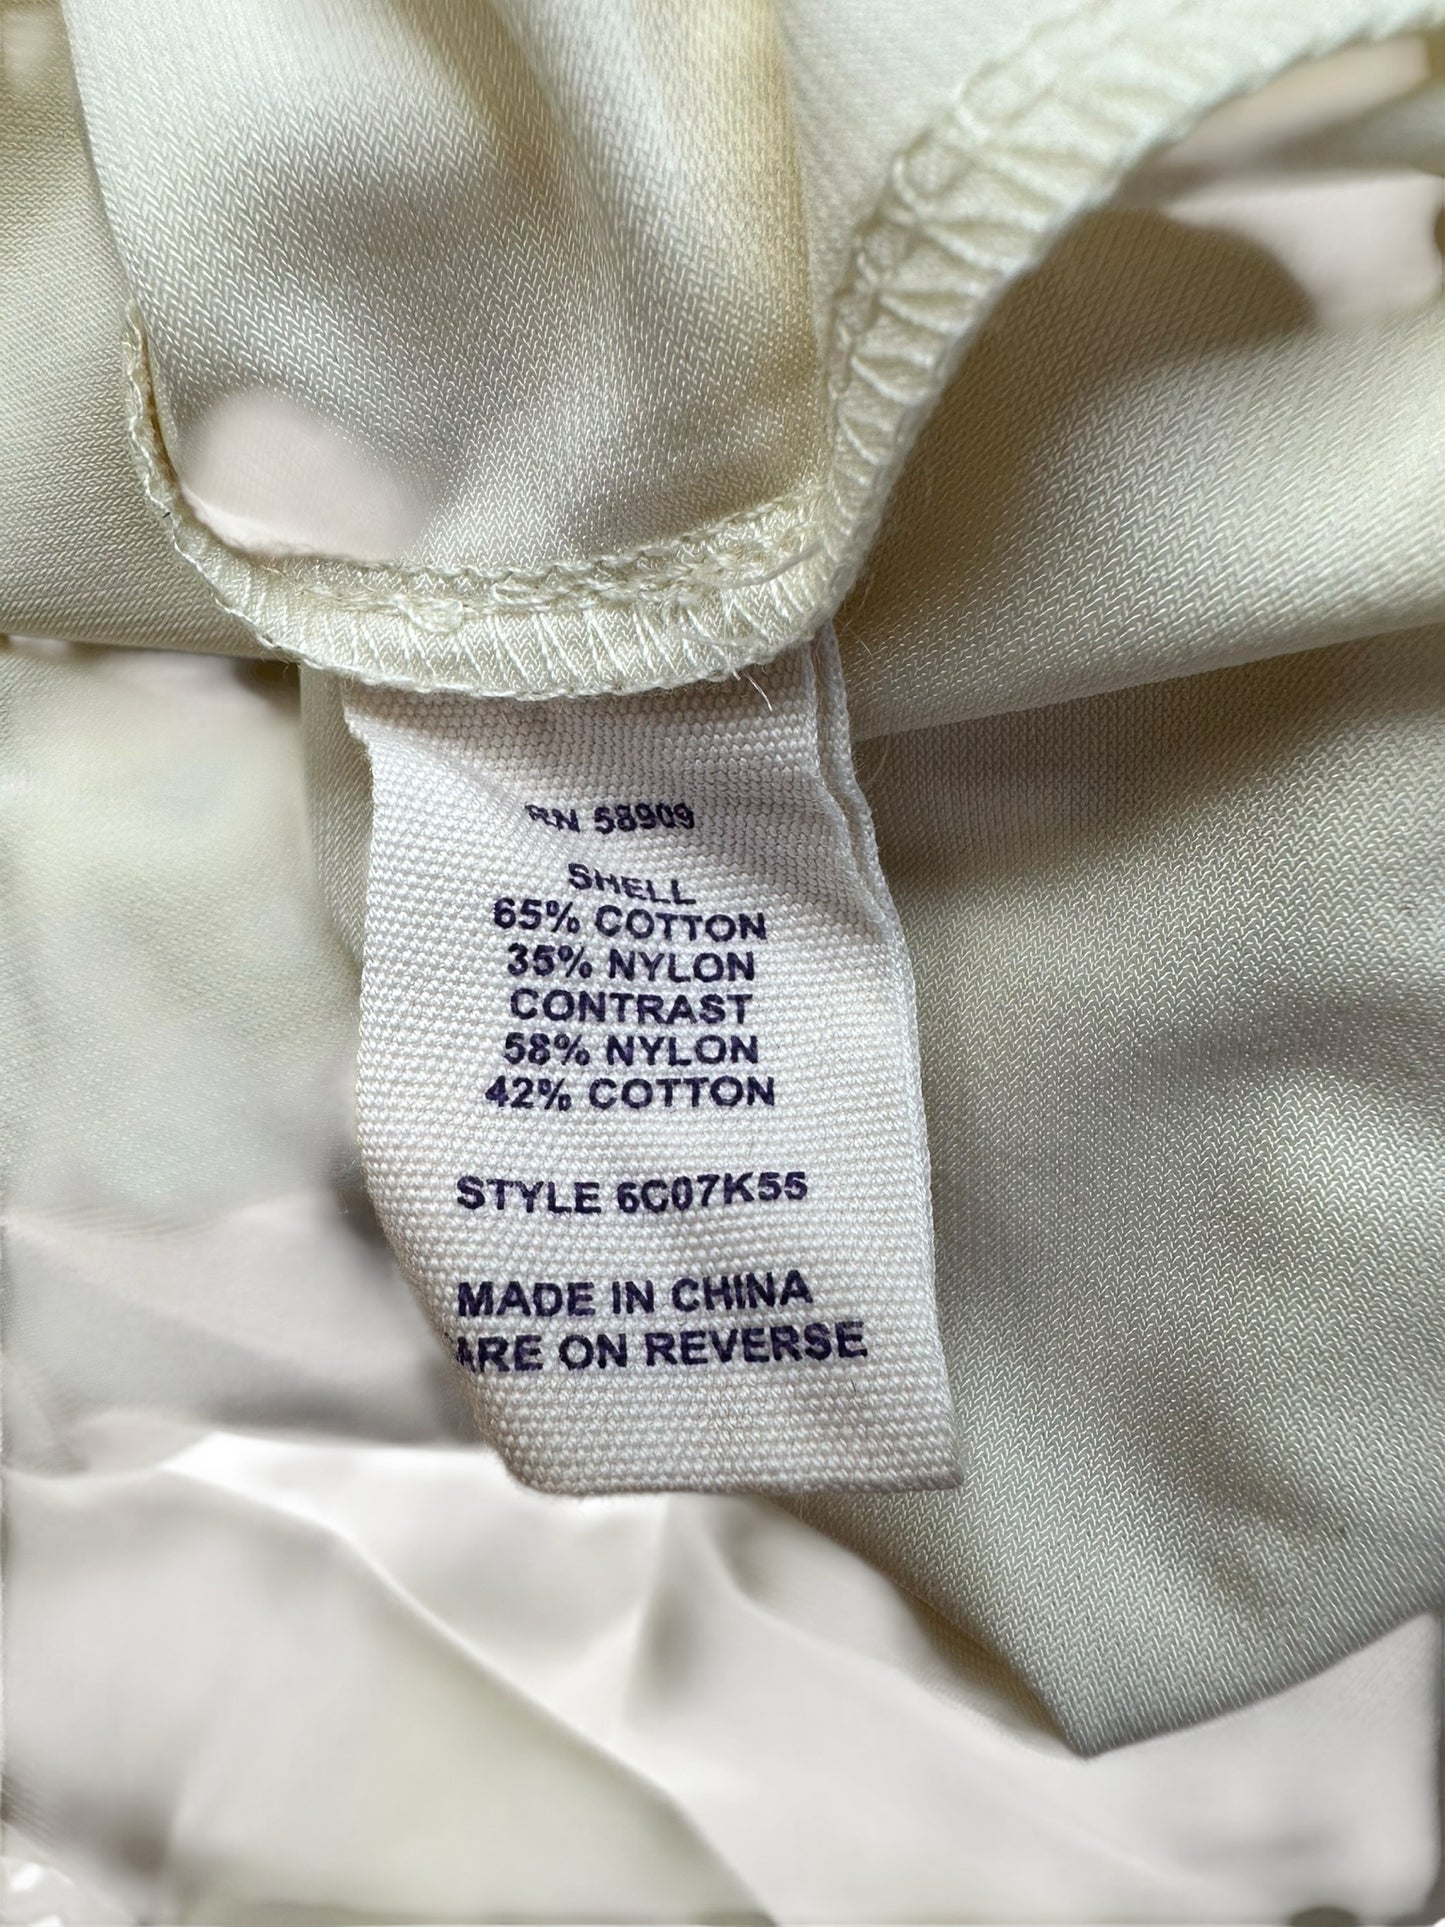 RN 58909
SHELL
65% COTTON
35% NYLON
CONTRAST
58% NYLON
42% COTTON
STYLE 6C07K55
MADE IN CHINA
ARE ON REVERSE